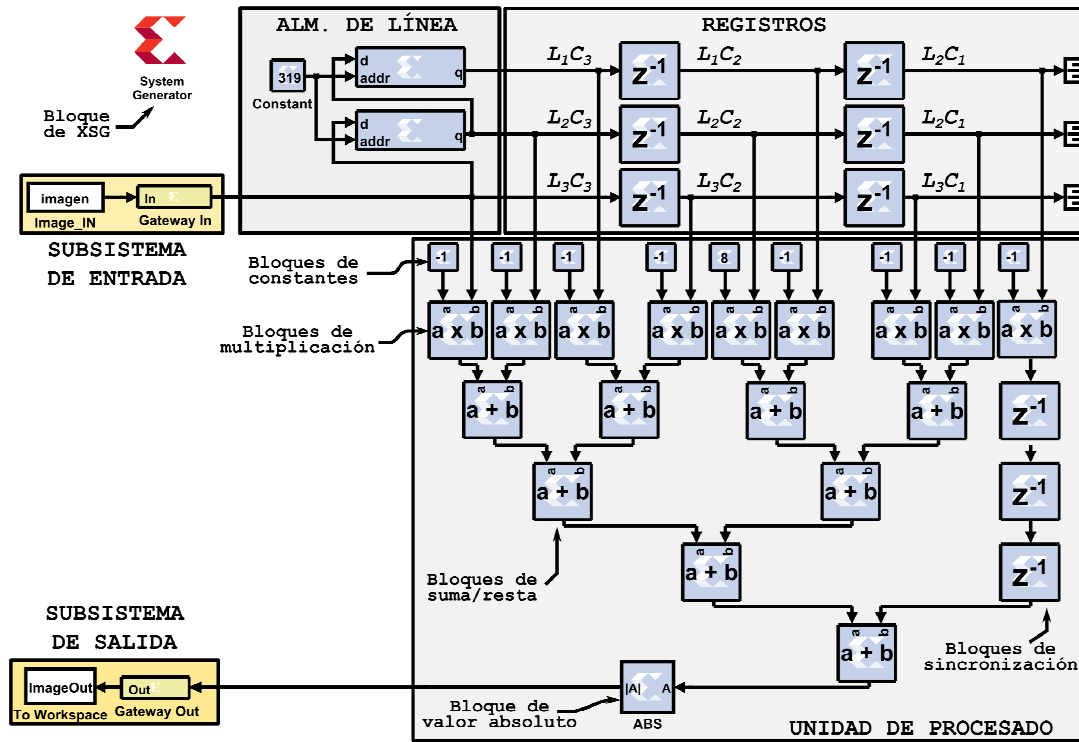 ALM. DE LÍNEA
REGISTROS
System
Generator
Bloque
de XSG
319
Constant
d
addr
q
d
addr
q
L1C3
z-1
L1C2
z-1
L2C1
L2C3
z-1
L2C2
z-1
L2C1
L3C3
z-1
L3C2
z-1
L3C1
imagen
Image_IN
In
Gateway In
SUBSISTEMA
DE ENTRADA
Bloques de
constantes
-1
-1
-1
-1
8
-1
-1
-1
-1
Bloques de
multiplicación
a b
a x b
a b
a x b
a b
a x b
a b
a x b
a b
a x b
a b
a x b
a b
a x b
a b
a x b
a b
a x b
a b
a + b
a b
a + b
a b
a + b
a b
a + b
z-1
a b
a + b
a b
a + b
z-1
a b
a + b
z-1
Bloques de
suma/resta
a b
a + b
Bloques de
sincronización
SUBSISTEMA
DE SALIDA
ImageOut
To Workspace
Out
Gateway Out
|A| A
ABS
Bloque de
valor absoluto
UNIDAD DE PROCESADO